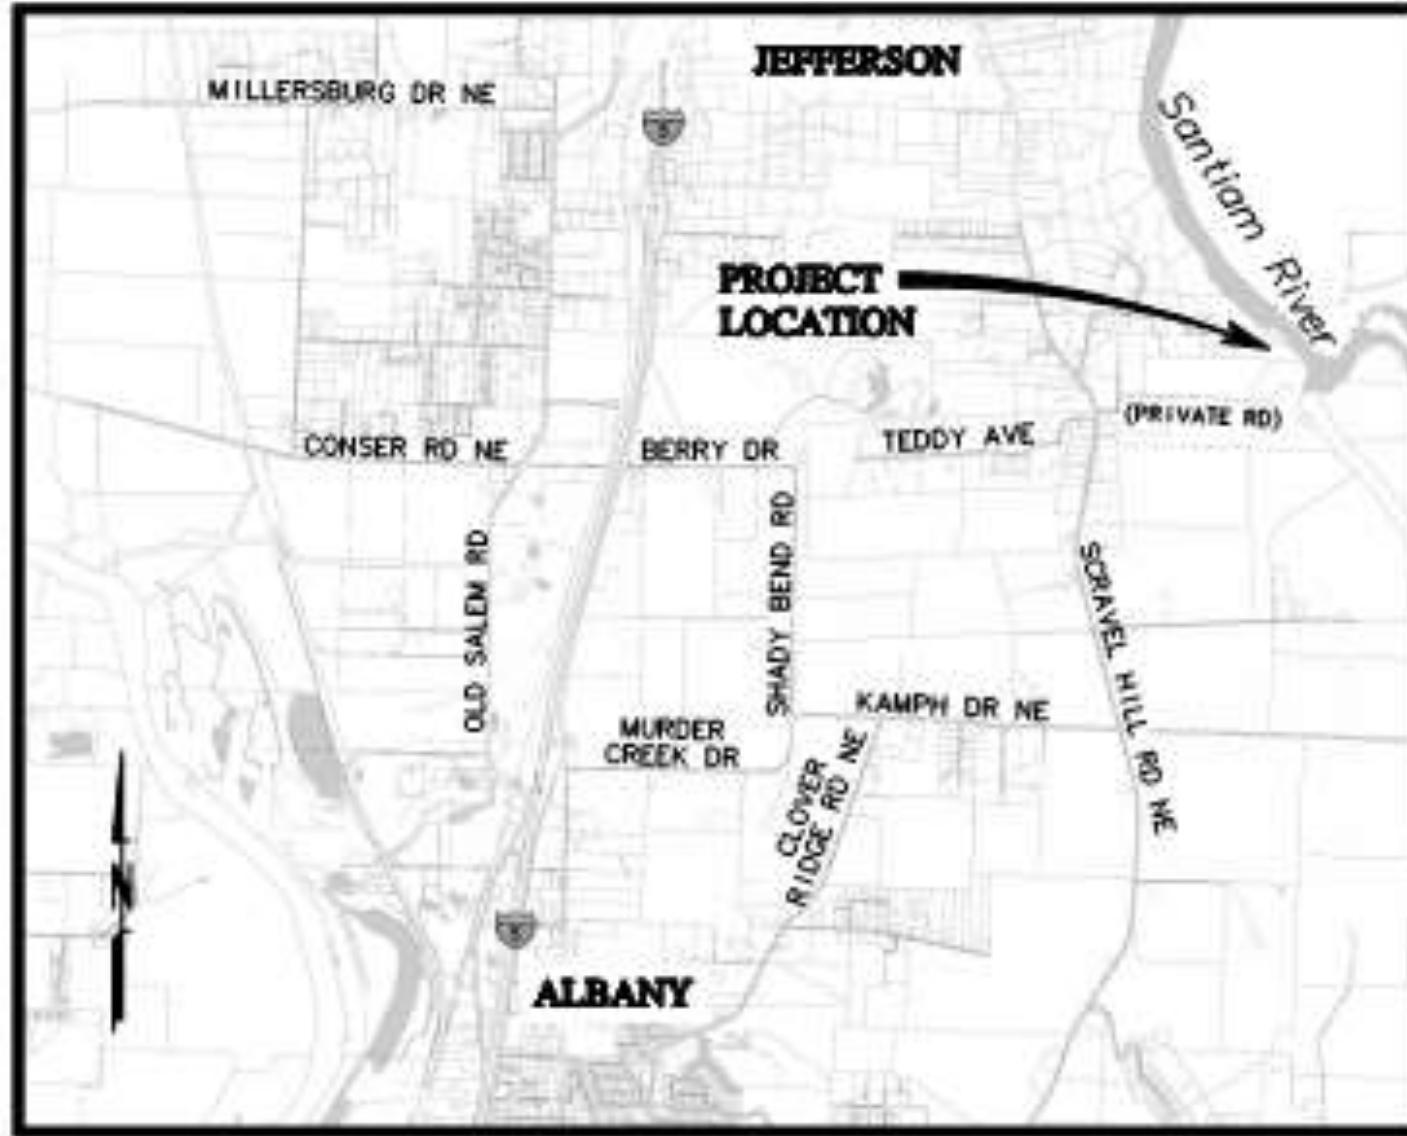 JEFFERSON
MILLERSBURG DR NE
5
Santiam River
PROJECT
LOCATION
(PRIVATE RD)
CONSER RD NE
BERRY DR
TEDDY AVE
OLD SALEM RD
SHADY BEND RD
SCRAVEL HILL RD NE
KAMPH DR NE
MURDER
CREEK DR
CLOVER
RIDGE RD NE
N
5
ALBANY